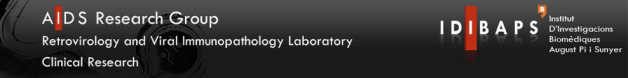 AIDS Research Group
Retrovirology and Viral Immunopathology Laboratory
Clinical Research
IDIBAPS
Institut
D'Investigacions
Biomèdiques
August Pi i Sunyer